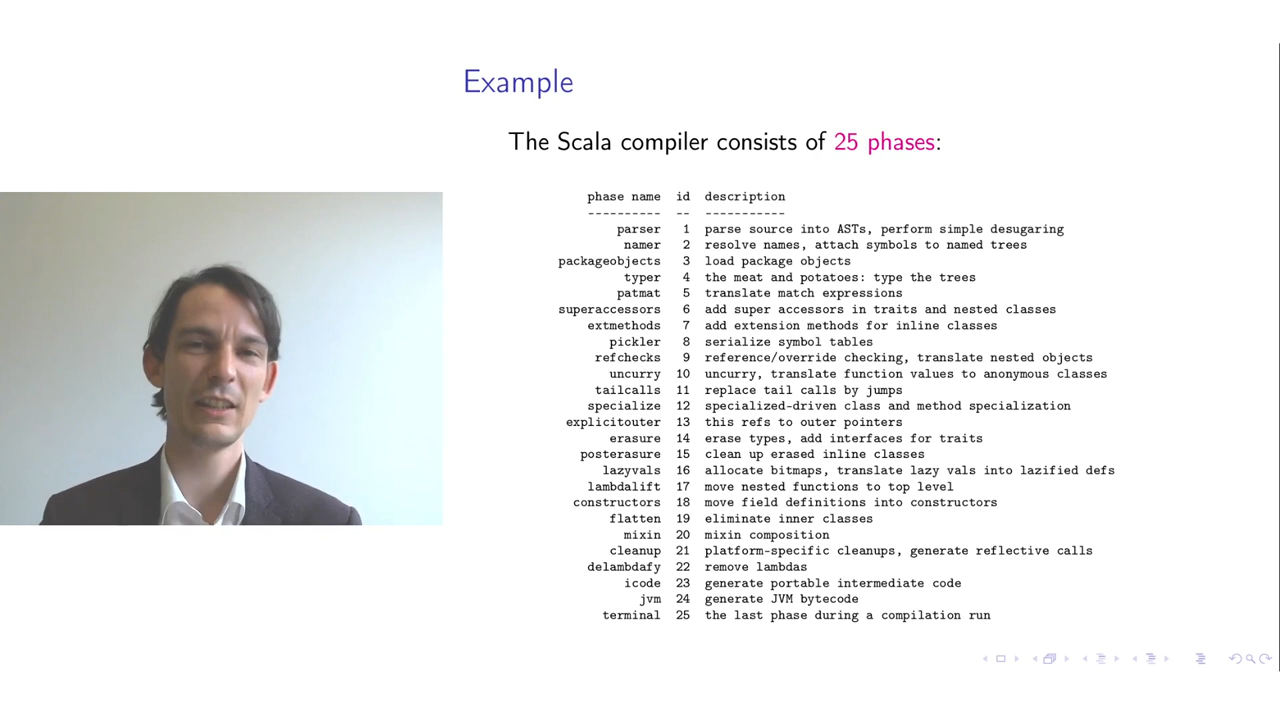 Example
The Scala compiler consists of 25 phases:
phase name id description
---------- -- -----------
parser 1 parse source into ASTs, perform simple desugaring
namer 2 resolve names, attach symbols to named trees
packageobjects 3 load package objects
typer 4 the meat and potatoes: type the trees
patmat 5 translate match expressions
superaccessors 6 add super accessors in traits and nested classes
extmethods 7 add extension methods for inline classes
pickler 8 serialize symbol tables
refchecks 9 reference/override checking, translate nested objects
uncurry 10 uncurry, translate function values to anonymous classes
tailcalls 11 replace tail calls by jumps
specialize 12 specialized-driven class and method specialization
explicitouter 13 this refs to outer pointers
erasure 14 erase types, add interfaces for traits
posterasure 15 clean up erased inline classes
lazyvals 16 allocate bitmaps, translate lazy vals into lazified defs
lambdalift 17 move nested functions to top level
constructors 18 move field definitions into constructors
flatten 19 eliminate inner classes
mixin 20 mixin composition
cleanup 21 platform-specific cleanups, generate reflective calls
delambdafy 22 remove lambdas
icode 23 generate portable intermediate code
jvm 24 generate JVM bytecode
terminal 25 the last phase during a compilation run